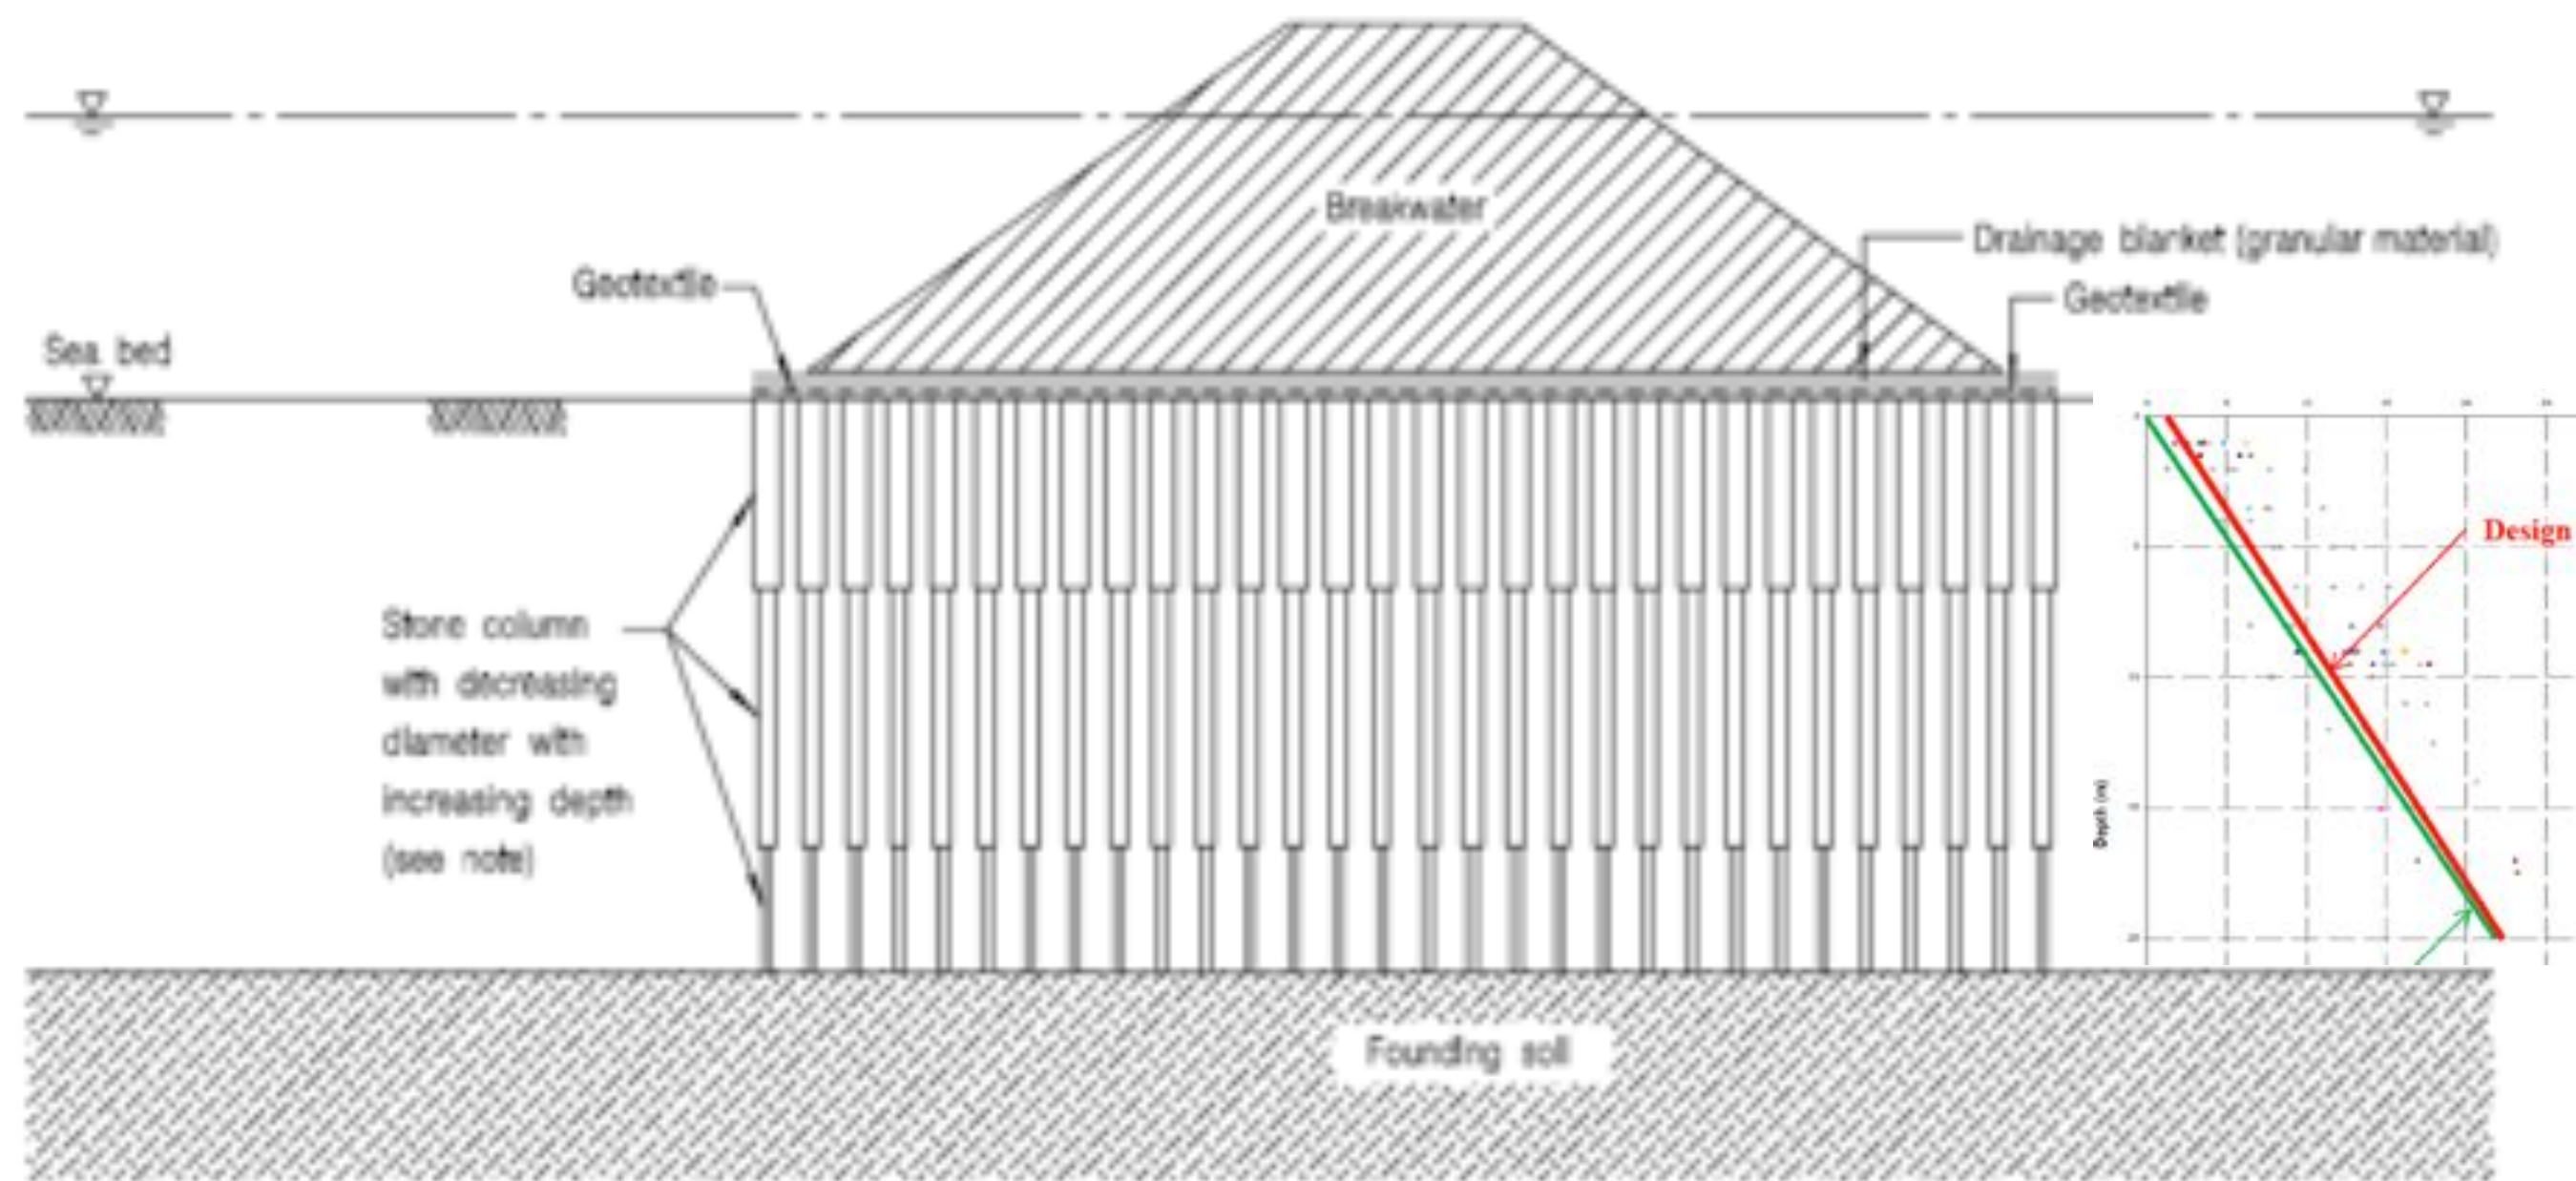 Breakwater
Drainage blanket (granular material)
Geotextile
Geotextile
Sea bed
Design
Stone column
with decreasing
diameter with
increasing depth
(see note)
Depth (m)
Founding soil